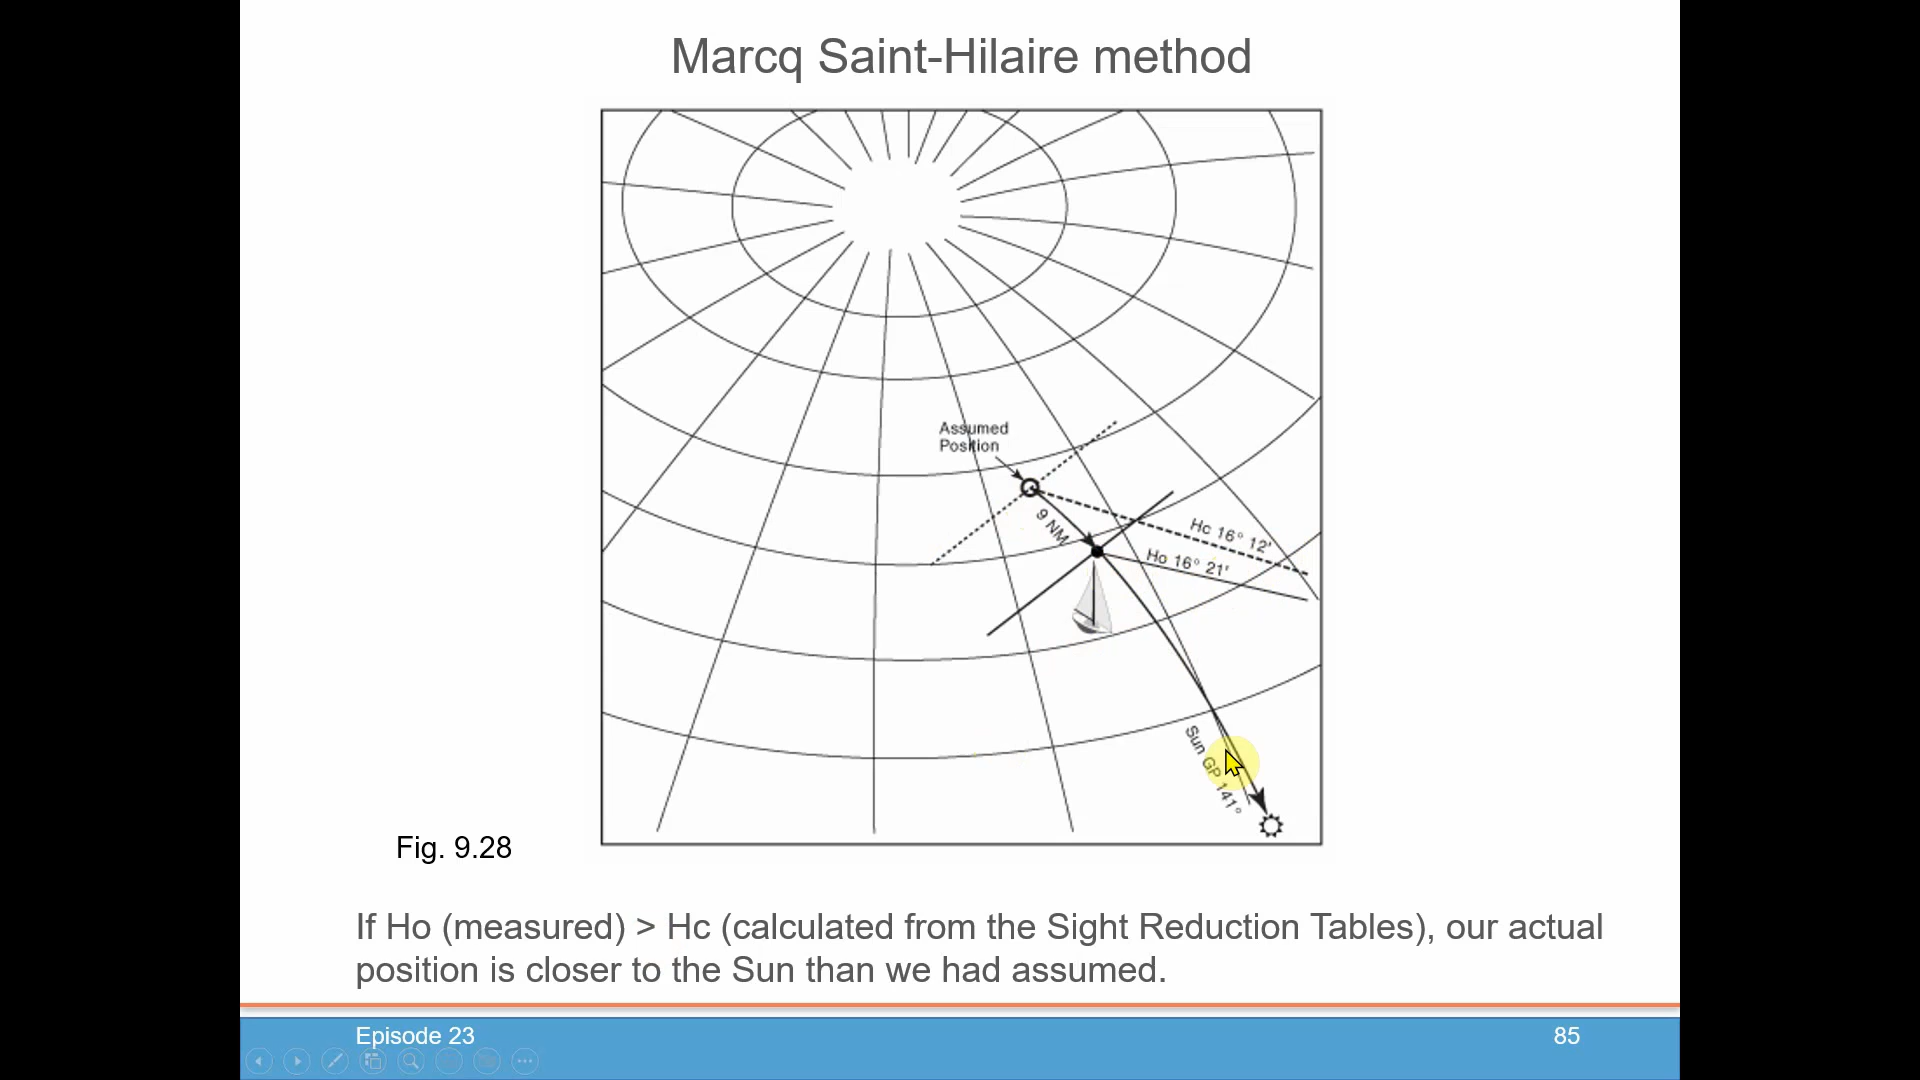 Marcq Saint-Hilaire method
Assumed
Position
9 NM
Hc 16° 12'
Ho 16° 21'
Sun GP 141°
Fig. 9.28
If Ho (measured) > Hc (calculated from the Sight Reduction Tables), our actual
position is closer to the Sun than we had assumed.
Episode 23
85